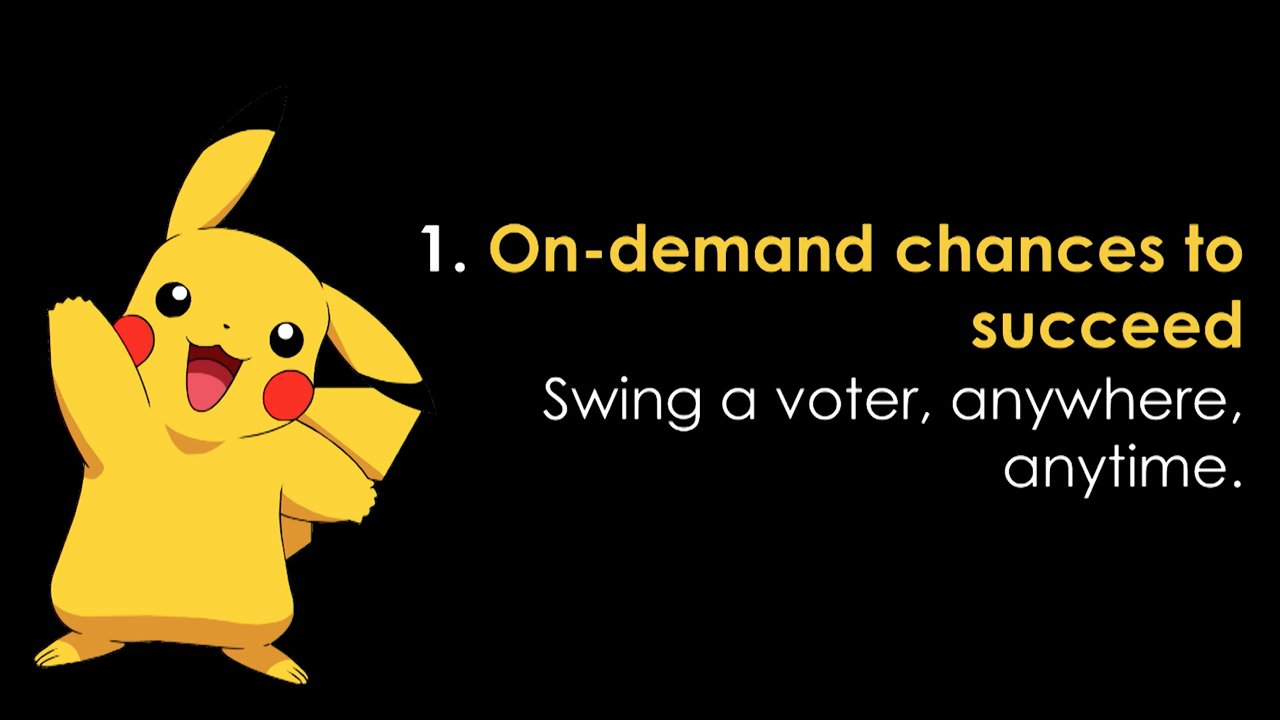 1. On-demand chances to
succeed
Swing a voter, anywhere,
anytime.